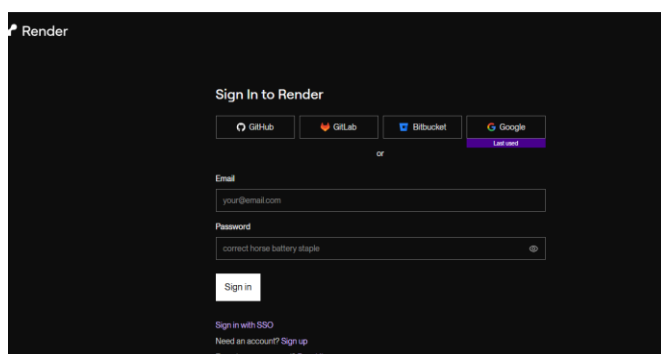 Render
Sign In to Render
GitHub GitLab Bitbucket Google
Last used
or
Email
your@email.com
Password
correct horse battery staple
Sign in
Sign in with SSO
Need an account? Sign up